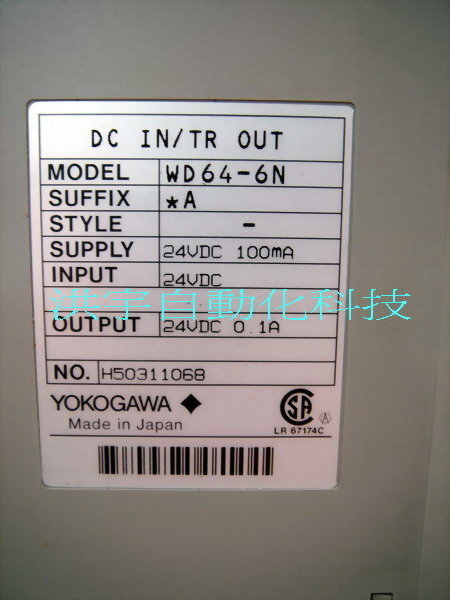 DC IN/TR OUT
MODEL WD64-6N
SUFFIX *A
STYLE -
SUPPLY 24VDC 100mA
INPUT 24VDC
洪宇自動化科技
OUTPUT 24VDC 0.1A
NO. H50311068
YOKOGAWA
Made in Japan
SA
A
LR 67174C